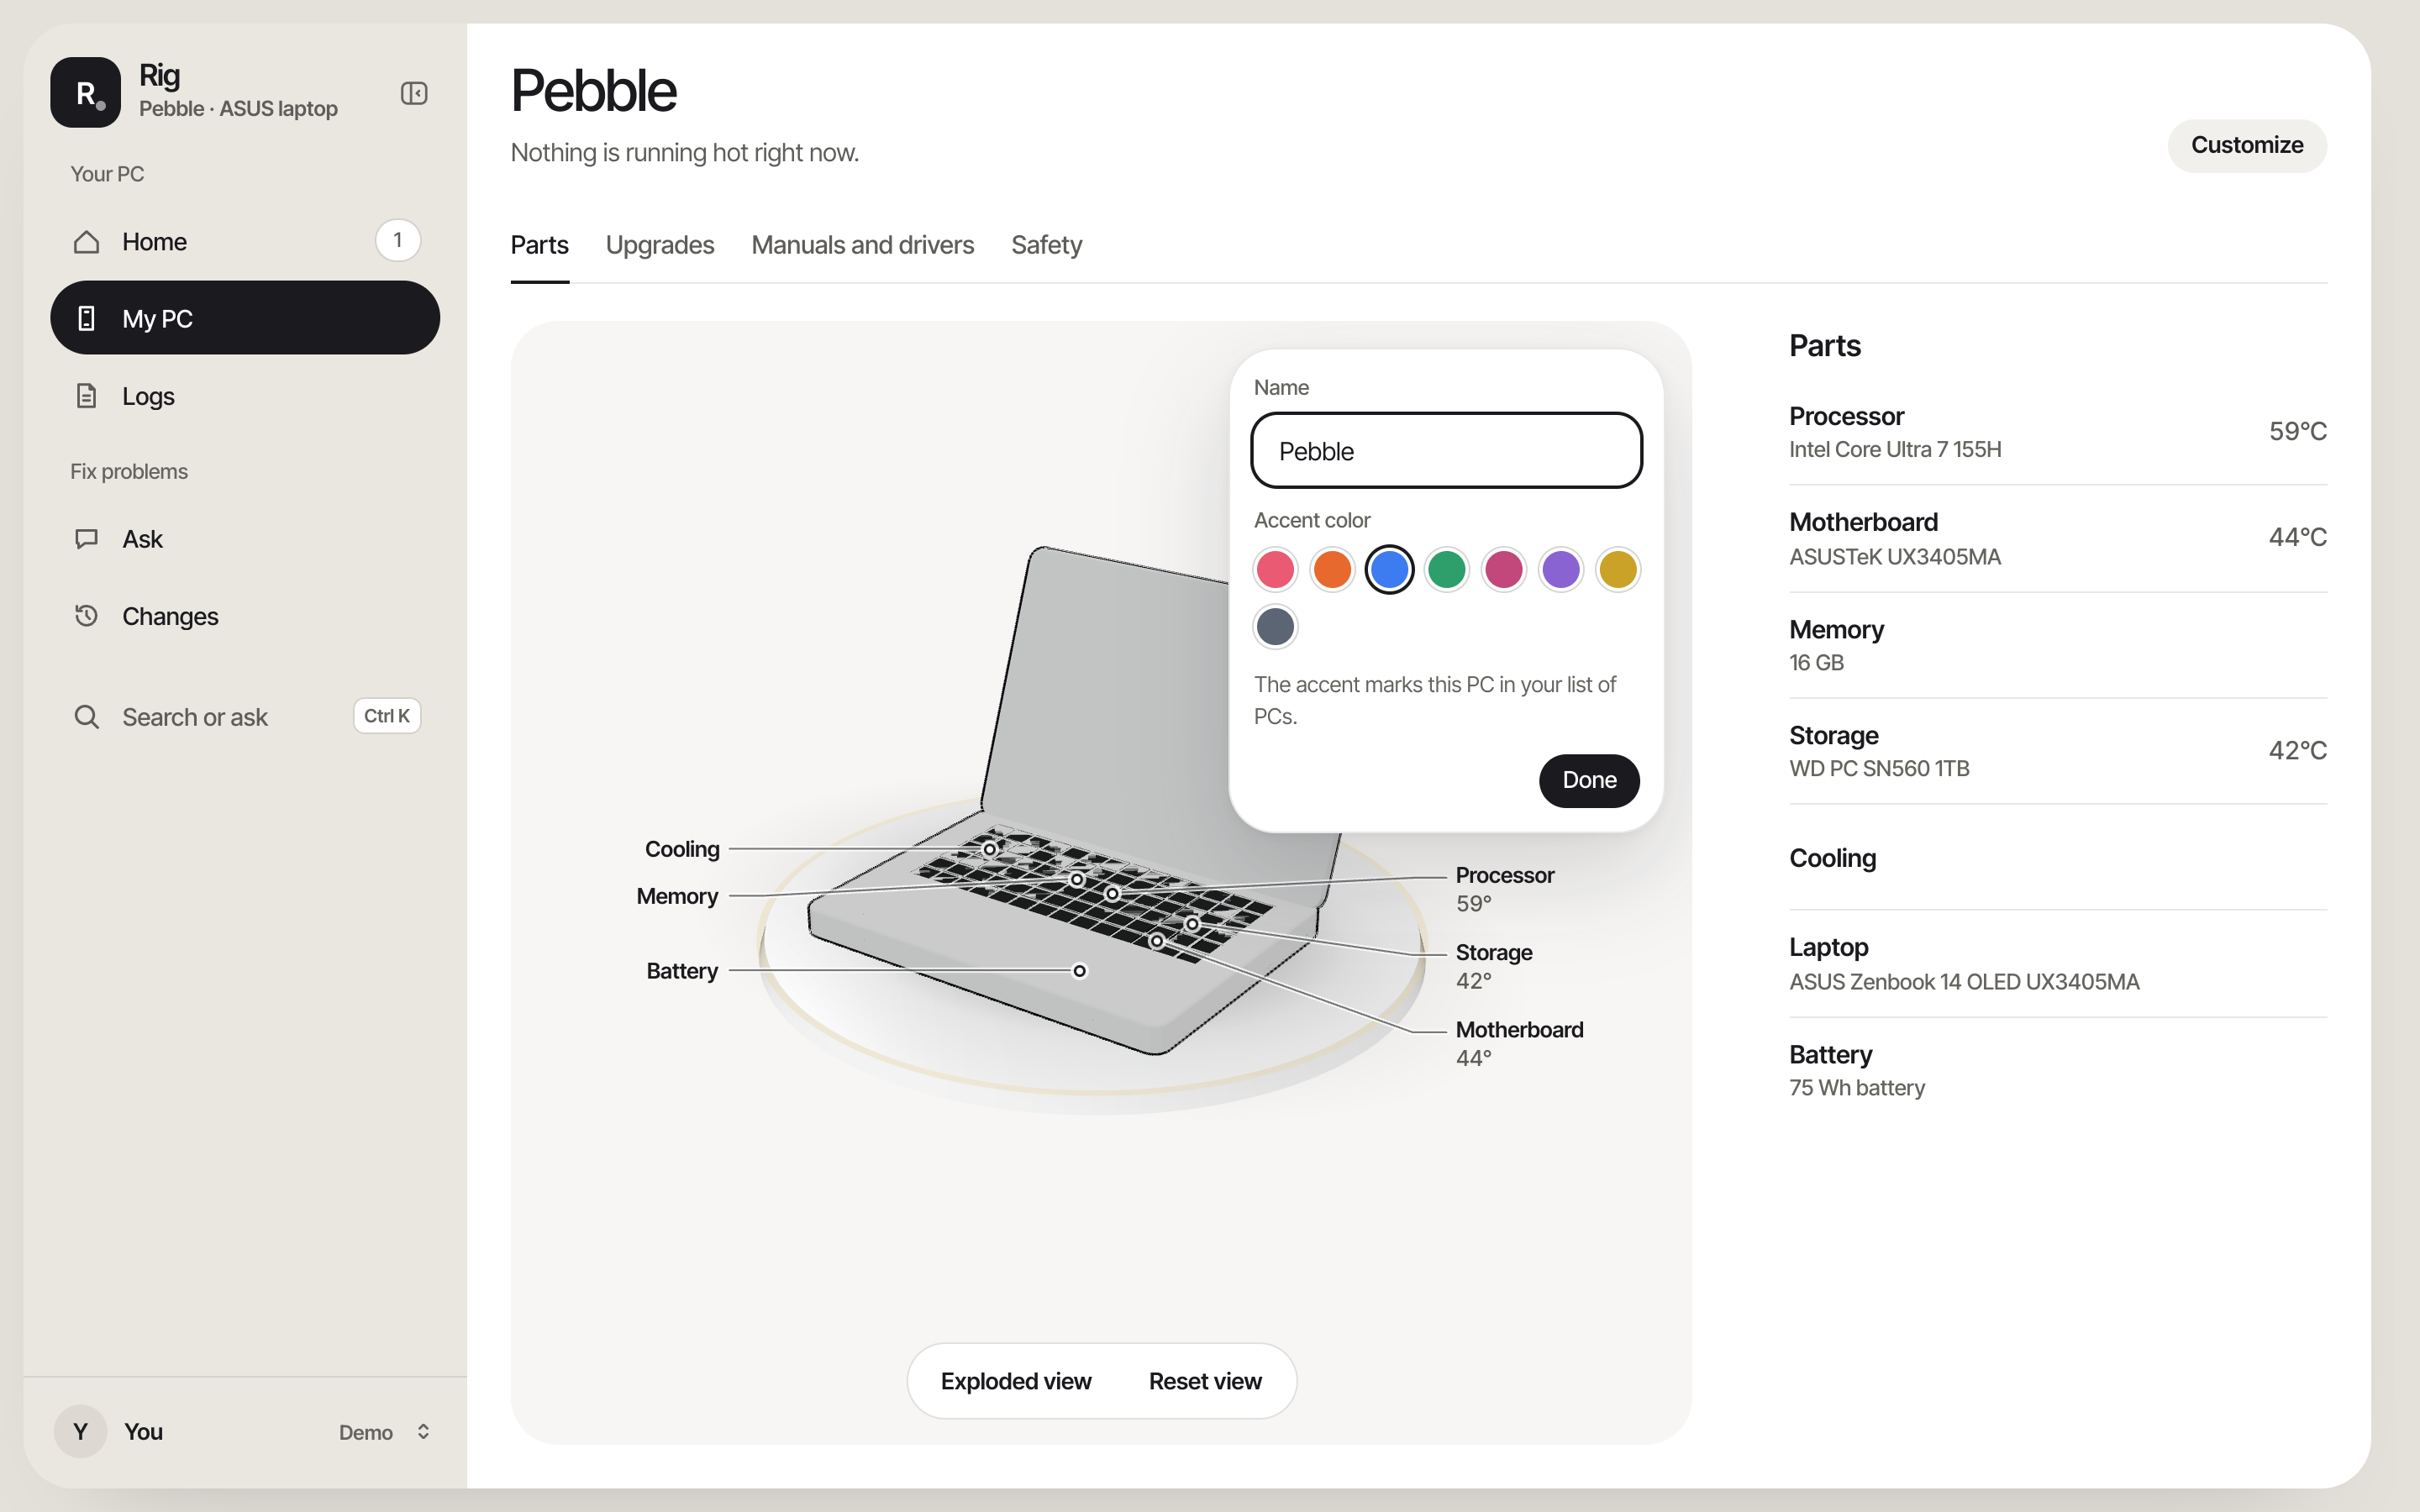 R.
Rig
Pebble · ASUS laptop
Your PC
Home
1
My PC
Logs
Fix problems
Ask
Changes
Search or ask
Ctrl K
Y
You
Demo
Pebble
Nothing is running hot right now.
Customize
Parts
Upgrades
Manuals and drivers
Safety
Name
Pebble
Accent color
The accent marks this PC in your list of
PCs.
Done
Cooling
Memory
Battery
Processor
59°
Storage
42°
Motherboard
44°
Exploded view
Reset view
Parts
Processor
Intel Core Ultra 7 155H
59°C
Motherboard
ASUSTeK UX3405MA
44°C
Memory
16 GB
Storage
WD PC SN560 1TB
42°C
Cooling
Laptop
ASUS Zenbook 14 OLED UX3405MA
Battery
75 Wh battery